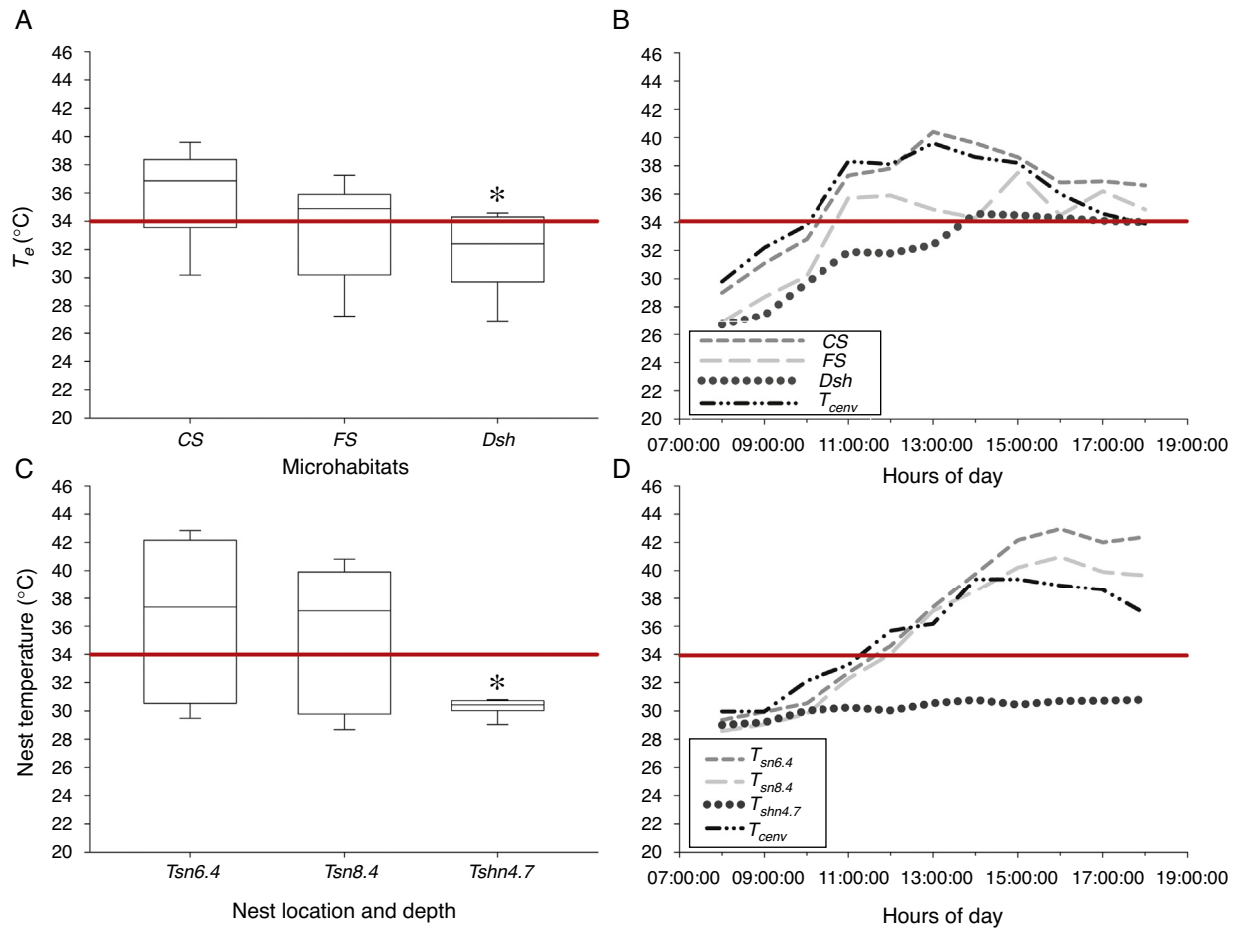 A
46
44
42
40
38
36
34
32
30
28
26
24
22
20
Te (°C)
*
CS FS Dsh
Microhabitats
B
46
44
42
40
38
36
34
32
30
28
26
24
22
20
CS
FS
Dsh
Tcenv
07:00:00 09:00:00 11:00:00 13:00:00 15:00:00 17:00:00 19:00:00
Hours of day
C
46
44
42
40
38
36
34
32
30
28
26
24
22
20
Nest temperature (°C)
*
Tsn6.4 Tsn8.4 Tshn4.7
Nest location and depth
D
46
44
42
40
38
36
34
32
30
28
26
24
22
20
Tsn6.4
Tsn8.4
Tshn4.7
Tcenv
07:00:00 09:00:00 11:00:00 13:00:00 15:00:00 17:00:00 19:00:00
Hours of day